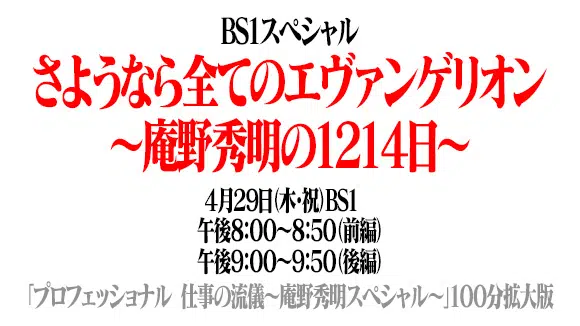 BS1スペシャル
さようなら全てのエヴァンゲリオン
～庵野秀明の1214日～
4月29日(木・祝)BS1
午後8:00～8:50(前編)
午後9:00～9:50(後編)
「プロフェッショナル 仕事の流儀～庵野秀明スペシャル～」100分拡大版